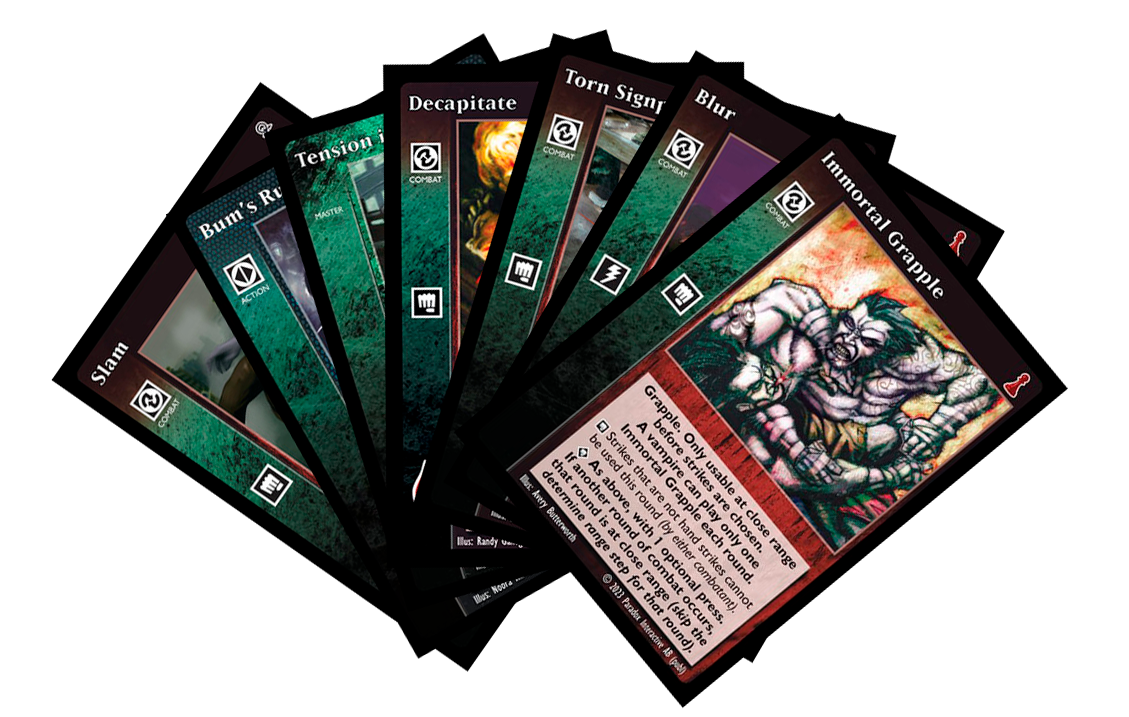 Slam
COMBAT
Bum's Ru
ACTION
Tension i
MASTER
Decapitate
COMBAT
Torn Signp
COMBAT
Blur
COMBAT
Immortal Grapple
COMBAT
Grapple. Only usable at close range
before strikes are chosen.
A vampire can play only one
Immortal Grapple each round.
Strikes that are not hand strikes cannot
be used this round (by either combatant).
As above, with 1 optional press.
If another round of combat occurs,
that round is at close range (skip the
determine range step for that round).
Illus: Avery Butterworth
© 2023 Paradox Interactive AB (publ)
Illus: Randy
Illus: Noora